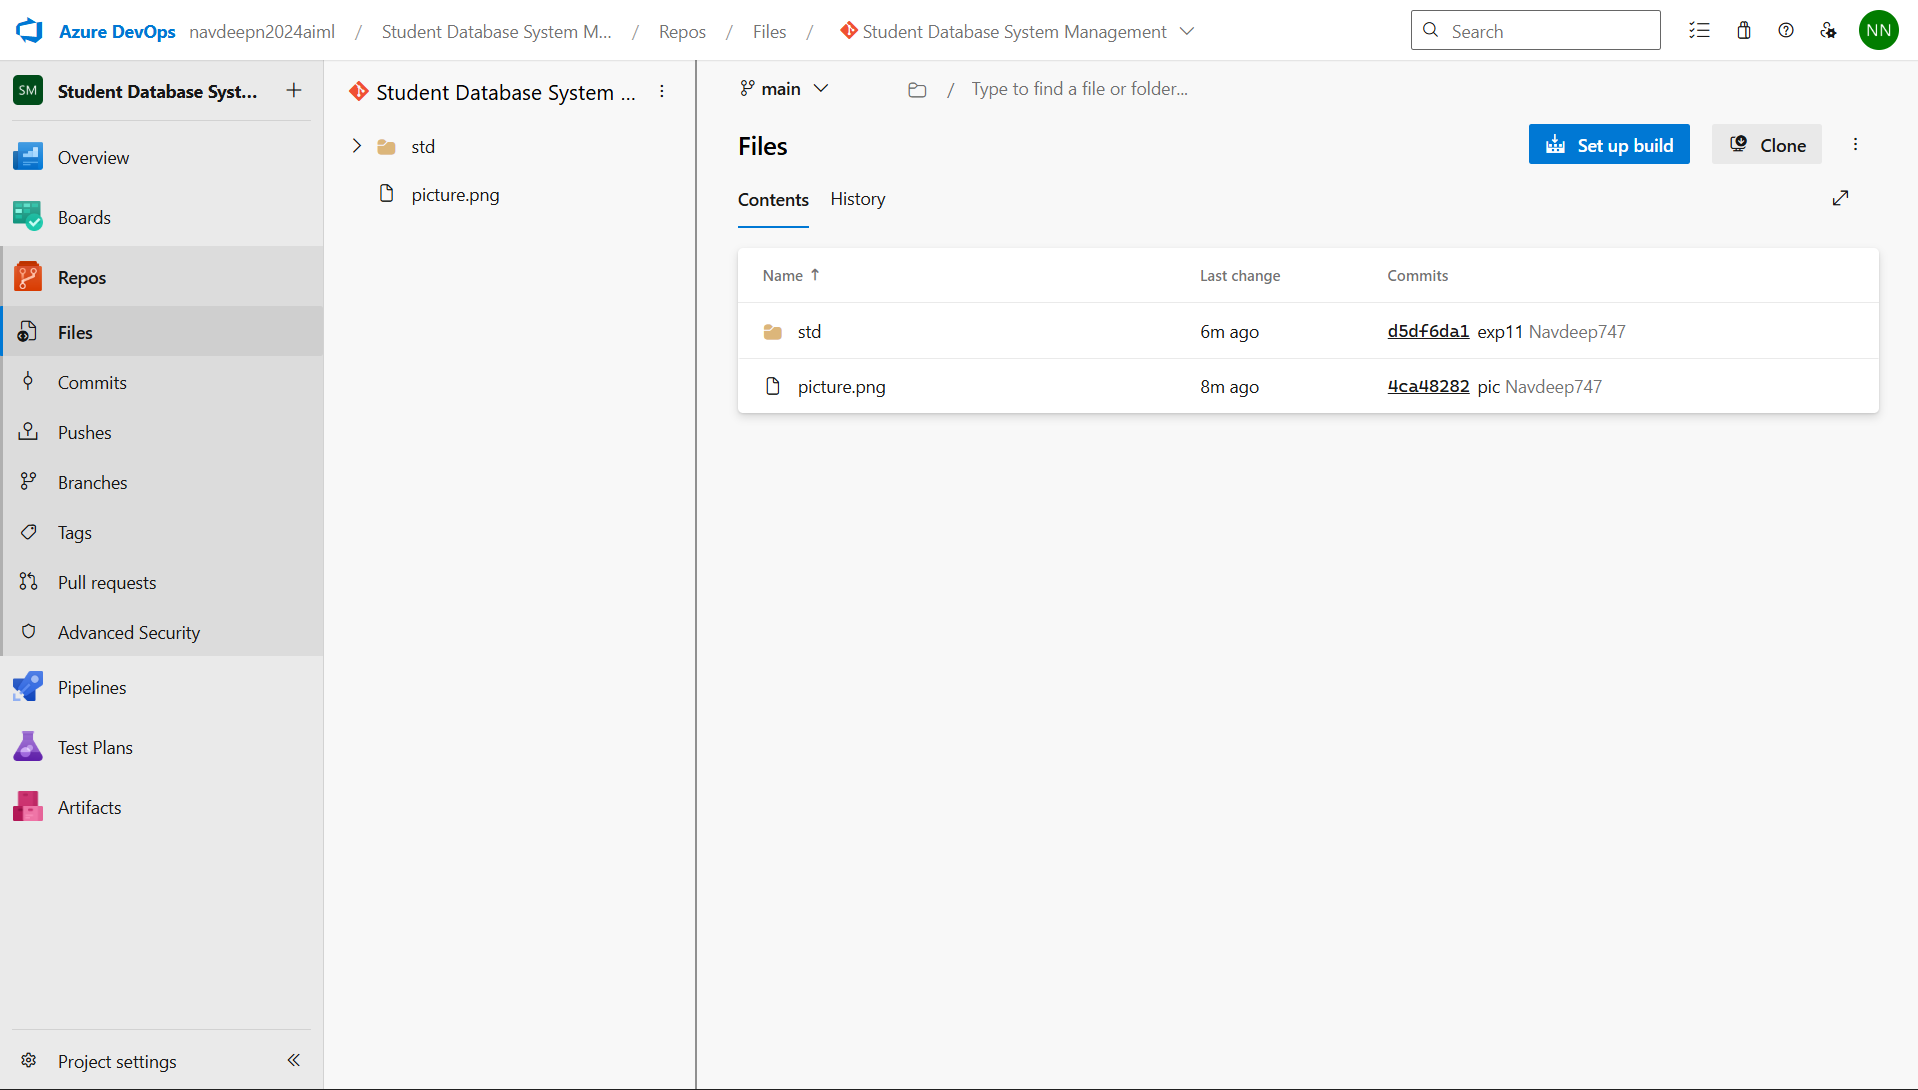 Azure DevOps navdeepn2024aiml / Student Database System M... / Repos / Files / Student Database System Management
Search
NN
SM Student Database Syst... +
Overview
Boards
Repos
Files
Commits
Pushes
Branches
Tags
Pull requests
Advanced Security
Pipelines
Test Plans
Artifacts
Project settings
Student Database System ...
std
picture.png
main
/ Type to find a file or folder...
Files
Set up build
Clone
Contents History
Name ↑ Last change Commits
std 6m ago d5df6da1 exp11 Navdeep747
picture.png 8m ago 4ca48282 pic Navdeep747